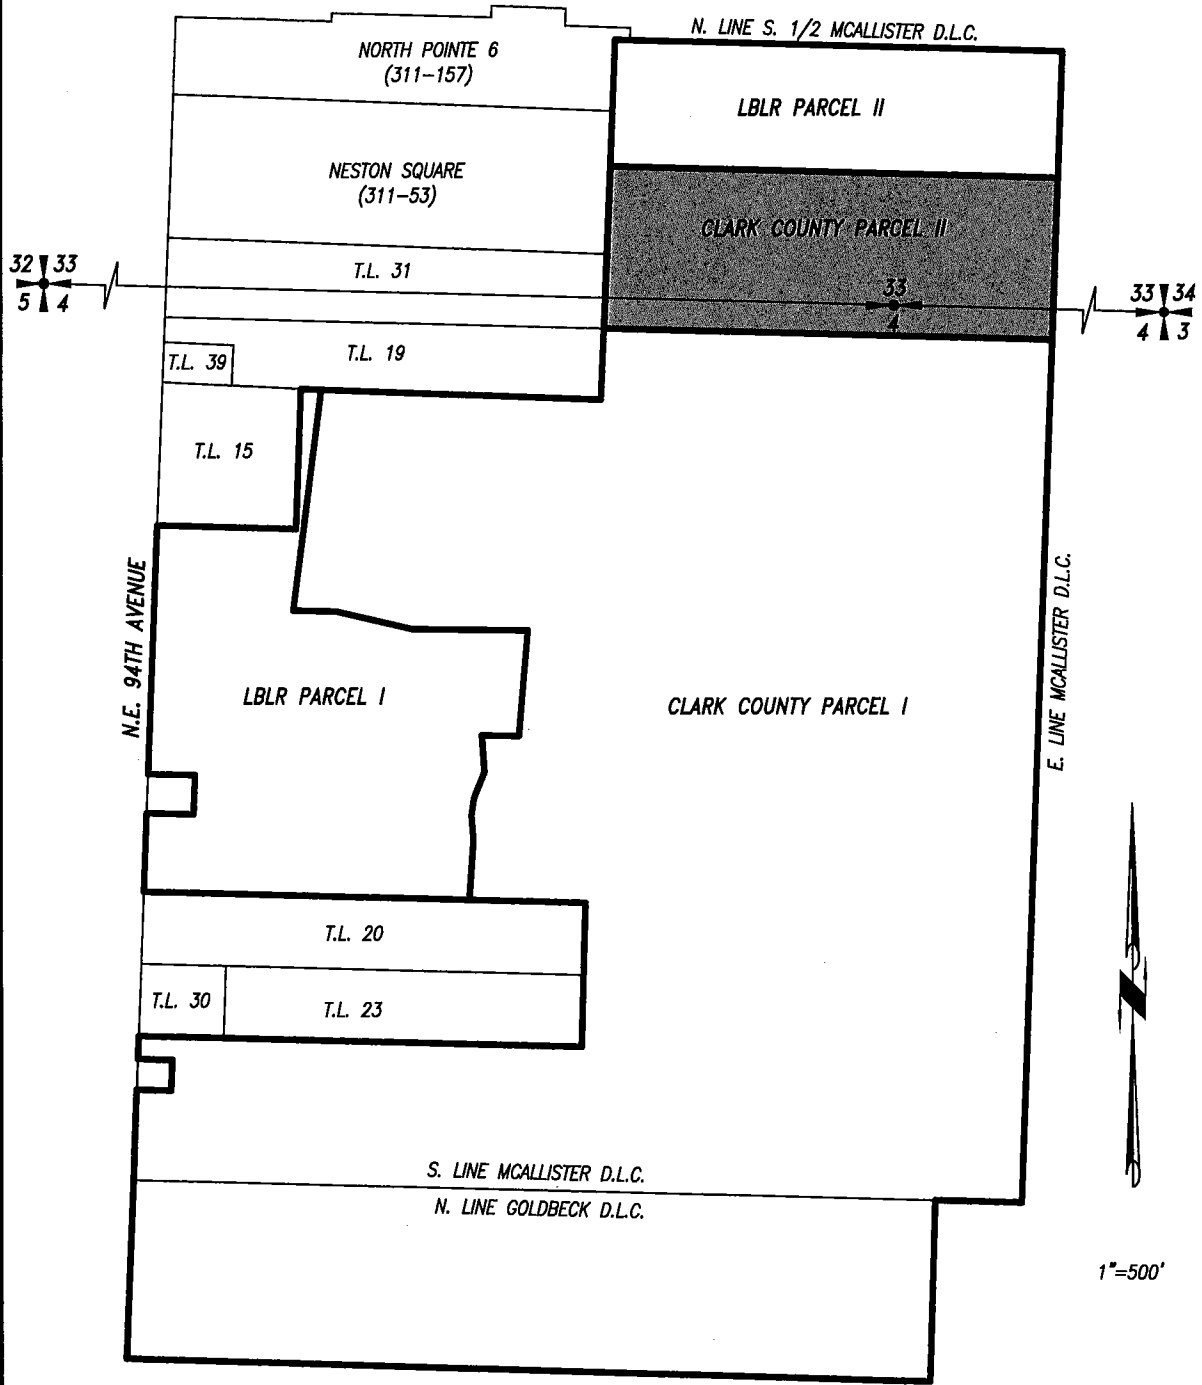 N. LINE S. 1/2 MCALLISTER D.L.C.
NORTH POINTE 6
(311-157)
LBLR PARCEL II
NESTON SQUARE
(311-53)
CLARK COUNTY PARCEL II
32 33
5 4
T.L. 31
33
4
33 34
4 3
T.L. 39
T.L. 19
T.L. 15
N.E. 94TH AVENUE
E. LINE MCALLISTER D.L.C.
LBLR PARCEL I
CLARK COUNTY PARCEL I
T.L. 20
T.L. 30
T.L. 23
S. LINE MCALLISTER D.L.C.
N. LINE GOLDBECK D.L.C.
1"=500'